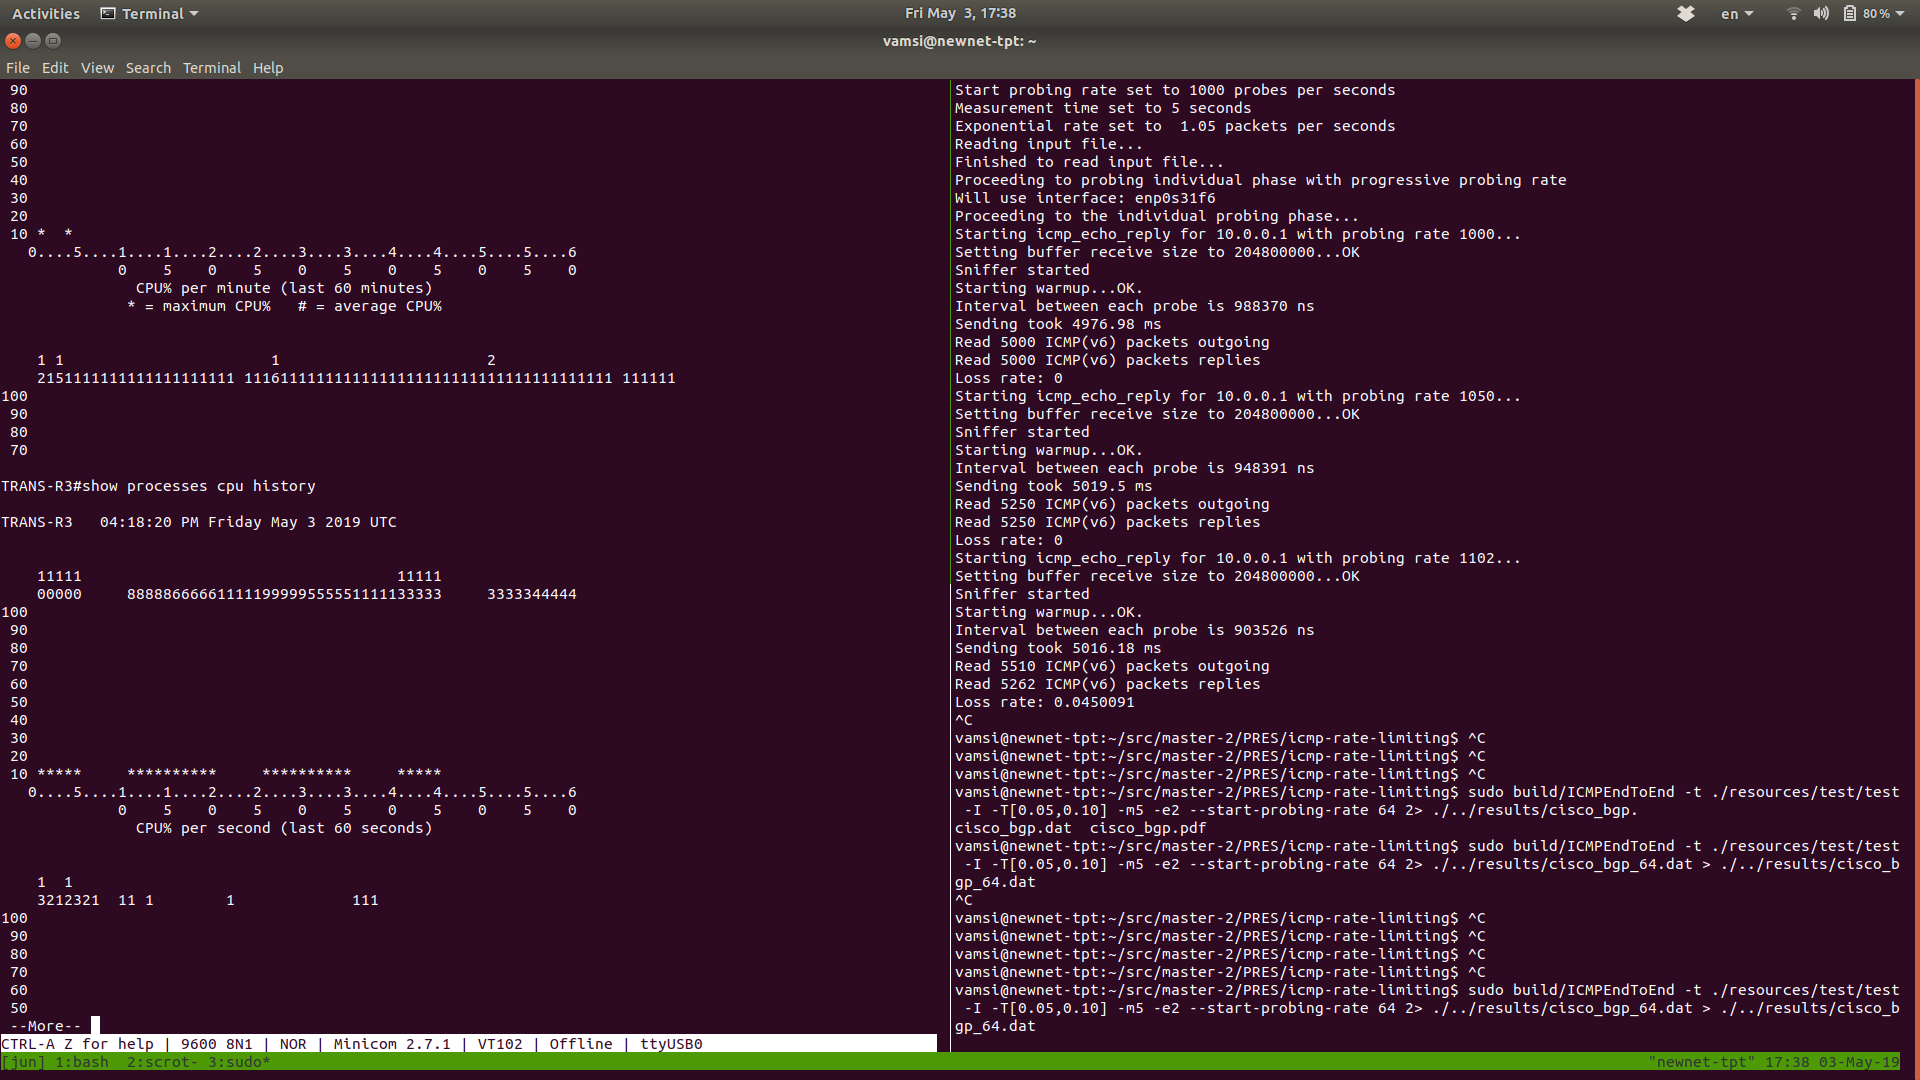 Activities Terminal Fri May 3, 17:38 en 80%
vamsi@newnet-tpt: ~
File Edit View Search Terminal Help
 90
 80
 70
 60
 50
 40
 30
 20
 10 *  *
   0....5....1....1....2....2....3....3....4....4....5....5....6
             0    5    0    5    0    5    0    5    0    5    0
               CPU% per minute (last 60 minutes)
              * = maximum CPU%   # = average CPU%
    1 1                       1                       2
    2151111111111111111111 11161111111111111111111111111111111111111 111111
100
 90
 80
 70
TRANS-R3#show processes cpu history
TRANS-R3   04:18:20 PM Friday May 3 2019 UTC
    11111                                   11111
    00000     88888666661111199999555551111133333     3333344444
100
 90
 80
 70
 60
 50
 40
 30
 20
 10 *****     **********     **********     *****
   0....5....1....1....2....2....3....3....4....4....5....5....6
             0    5    0    5    0    5    0    5    0    5    0
               CPU% per second (last 60 seconds)
    1  1
    3212321  11 1        1             111
100
 90
 80
 70
 60
 50
 --More--
CTRL-A Z for help | 9600 8N1 | NOR | Minicom 2.7.1 | VT102 | Offline | ttyUSB0
Start probing rate set to 1000 probes per seconds
Measurement time set to 5 seconds
Exponential rate set to  1.05 packets per seconds
Reading input file...
Finished to read input file...
Proceeding to probing individual phase with progressive probing rate
Will use interface: enp0s31f6
Proceeding to the individual probing phase...
Starting icmp_echo_reply for 10.0.0.1 with probing rate 1000...
Setting buffer receive size to 204800000...OK
Sniffer started
Starting warmup...OK.
Interval between each probe is 988370 ns
Sending took 4976.98 ms
Read 5000 ICMP(v6) packets outgoing
Read 5000 ICMP(v6) packets replies
Loss rate: 0
Starting icmp_echo_reply for 10.0.0.1 with probing rate 1050...
Setting buffer receive size to 204800000...OK
Sniffer started
Starting warmup...OK.
Interval between each probe is 948391 ns
Sending took 5019.5 ms
Read 5250 ICMP(v6) packets outgoing
Read 5250 ICMP(v6) packets replies
Loss rate: 0
Starting icmp_echo_reply for 10.0.0.1 with probing rate 1102...
Setting buffer receive size to 204800000...OK
Sniffer started
Starting warmup...OK.
Interval between each probe is 903526 ns
Sending took 5016.18 ms
Read 5510 ICMP(v6) packets outgoing
Read 5262 ICMP(v6) packets replies
Loss rate: 0.0450091
^C
vamsi@newnet-tpt:~/src/master-2/PRES/icmp-rate-limiting$ ^C
vamsi@newnet-tpt:~/src/master-2/PRES/icmp-rate-limiting$ ^C
vamsi@newnet-tpt:~/src/master-2/PRES/icmp-rate-limiting$ ^C
vamsi@newnet-tpt:~/src/master-2/PRES/icmp-rate-limiting$ sudo build/ICMPEndToEnd -t ./resources/test/test
 -I -T[0.05,0.10] -m5 -e2 --start-probing-rate 64 2> ./../results/cisco_bgp.
cisco_bgp.dat  cisco_bgp.pdf
vamsi@newnet-tpt:~/src/master-2/PRES/icmp-rate-limiting$ sudo build/ICMPEndToEnd -t ./resources/test/test
 -I -T[0.05,0.10] -m5 -e2 --start-probing-rate 64 2> ./../results/cisco_bgp_64.dat > ./../results/cisco_b
gp_64.dat
^C
vamsi@newnet-tpt:~/src/master-2/PRES/icmp-rate-limiting$ ^C
vamsi@newnet-tpt:~/src/master-2/PRES/icmp-rate-limiting$ ^C
vamsi@newnet-tpt:~/src/master-2/PRES/icmp-rate-limiting$ ^C
vamsi@newnet-tpt:~/src/master-2/PRES/icmp-rate-limiting$ ^C
vamsi@newnet-tpt:~/src/master-2/PRES/icmp-rate-limiting$ sudo build/ICMPEndToEnd -t ./resources/test/test
 -I -T[0.05,0.10] -m5 -e2 --start-probing-rate 64 2> ./../results/cisco_bgp_64.dat > ./../results/cisco_b
gp_64.dat
[jun] 1:bash  2:scrot- 3:sudo* "newnet-tpt" 17:38 03-May-19